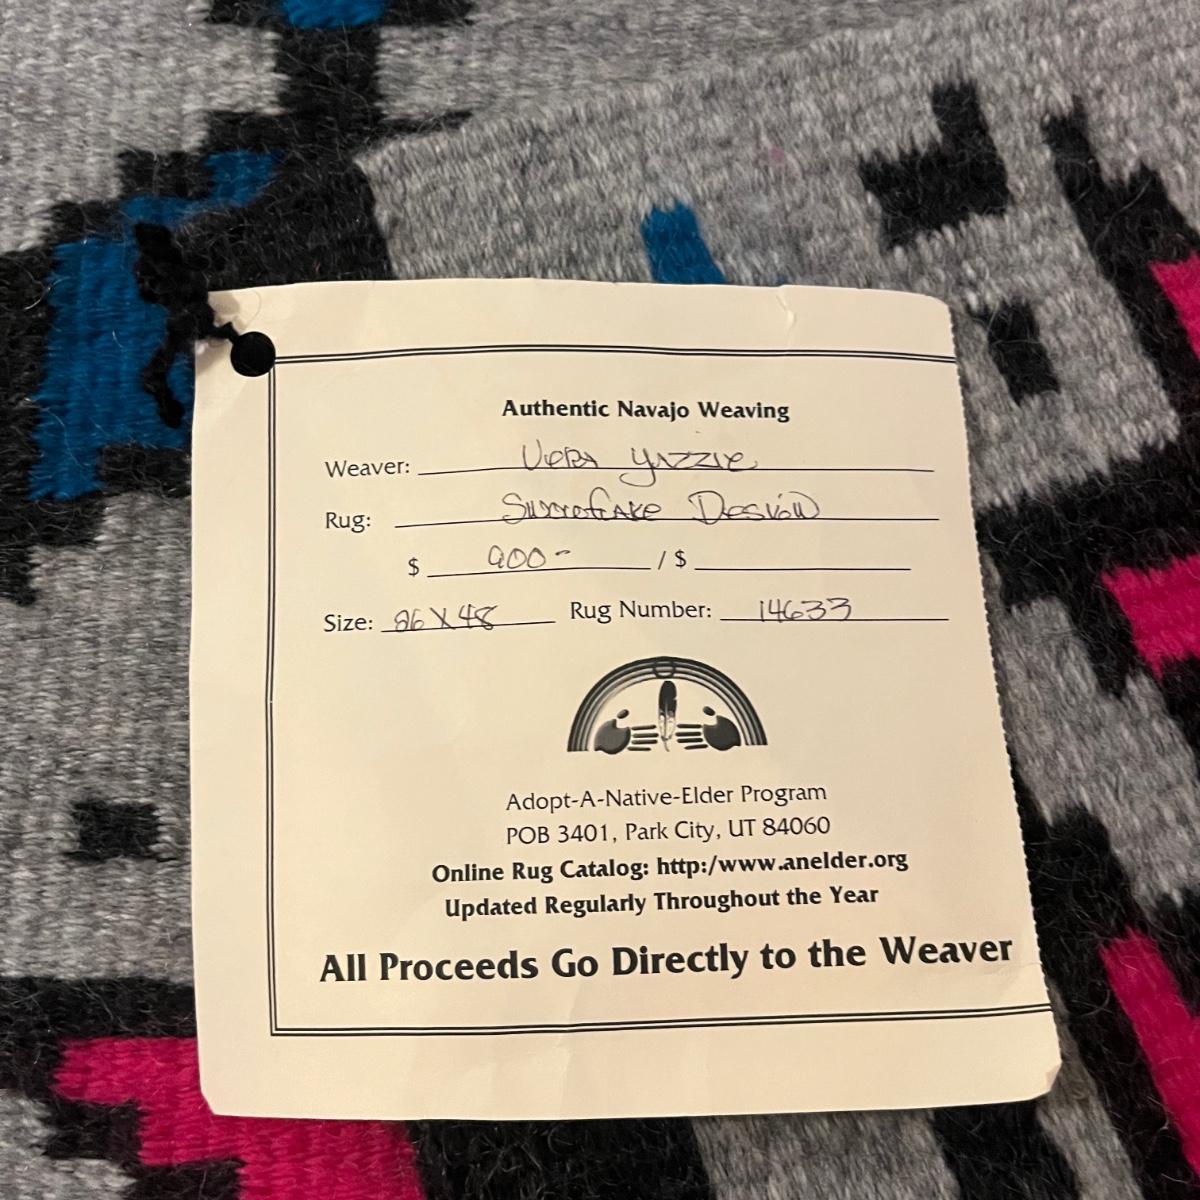 Authentic Navajo Weaving
Weaver: Vera Yazzie
Rug: Snowflake Design
$ 900- / $
Size: 26 X 48 Rug Number: 14633
Adopt-A-Native-Elder Program
POB 3401, Park City, UT 84060
Online Rug Catalog: http:/www.anelder.org
Updated Regularly Throughout the Year
All Proceeds Go Directly to the Weaver